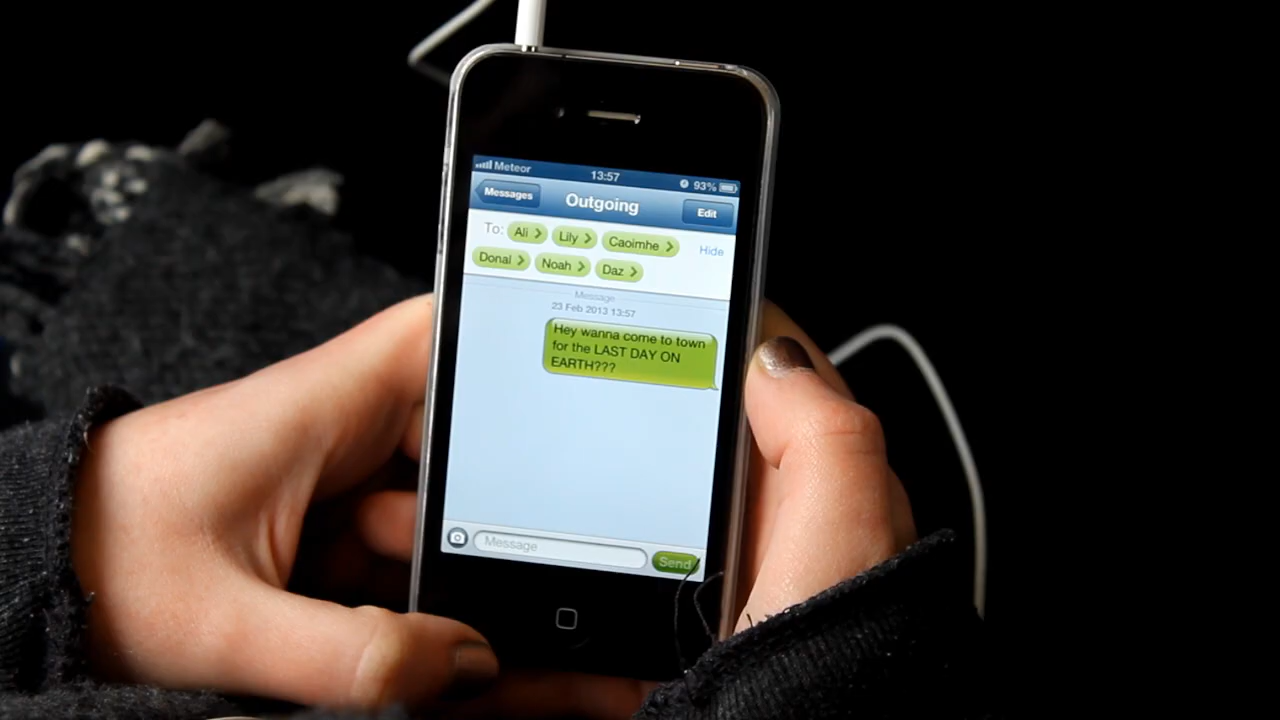 Meteor 13:57 93%
Messages Outgoing Edit
To: Ali Lily Caoimhe Hide
Donal Noah Daz
Message
23 Feb 2013 13:57
Hey wanna come to town
for the LAST DAY ON
EARTH???
Message Send